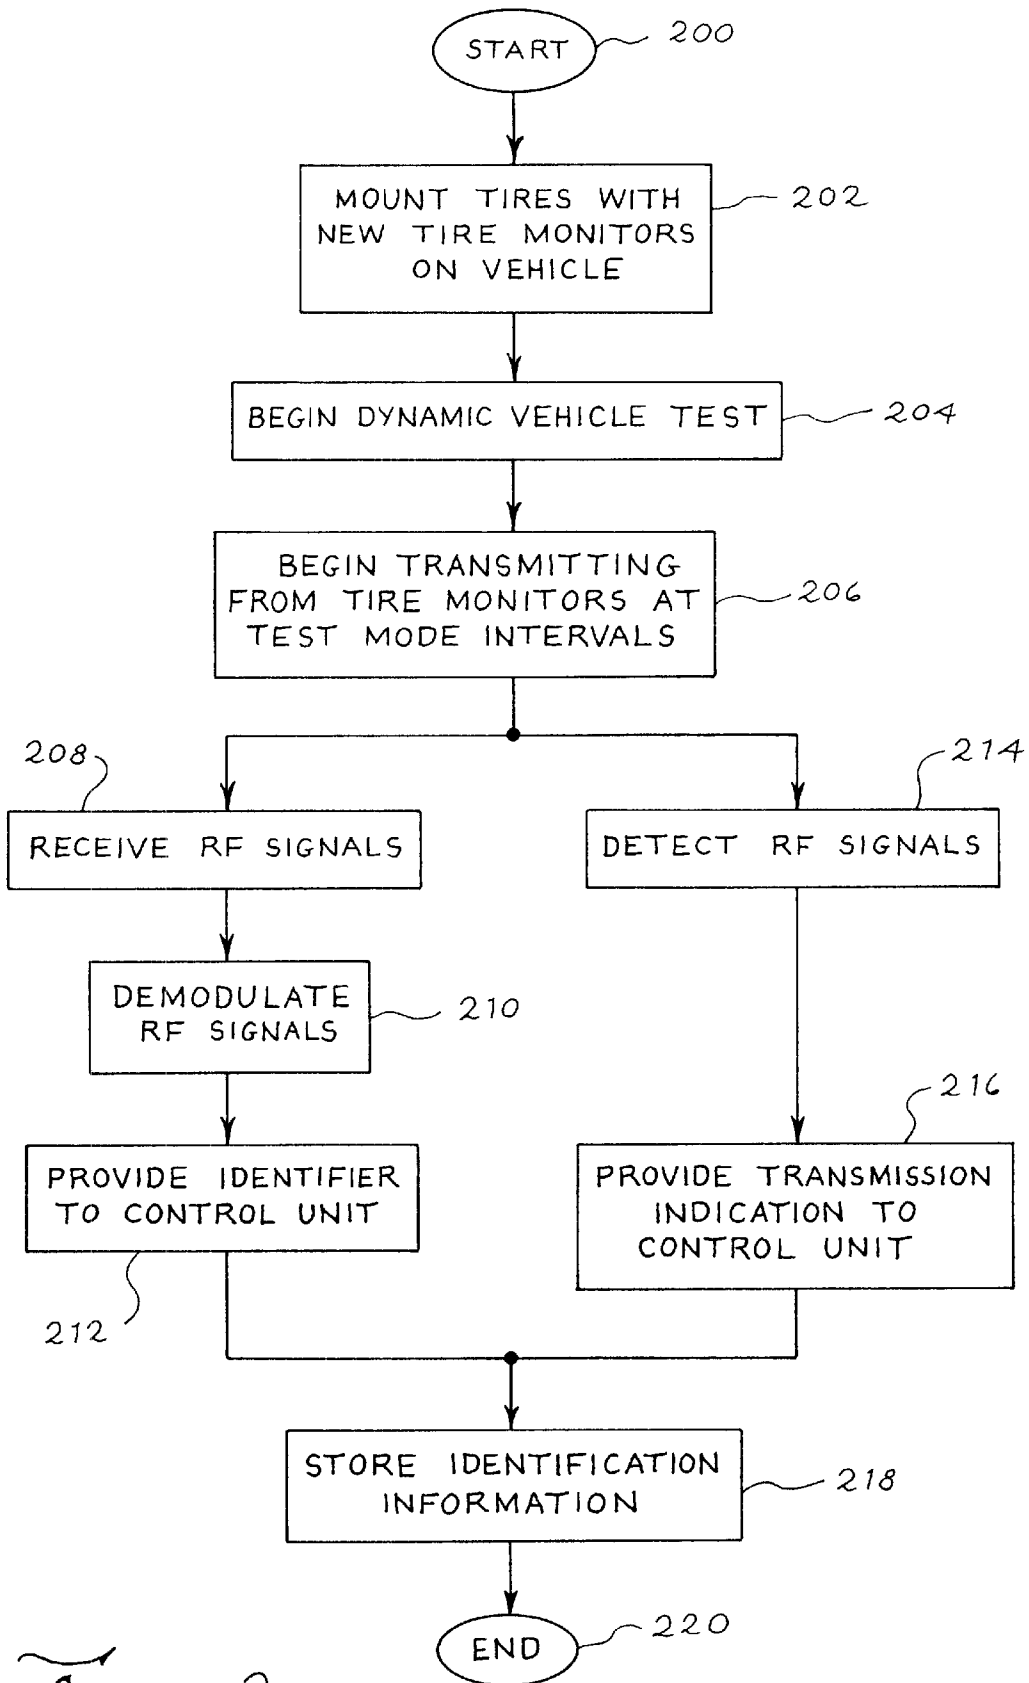 START
200
MOUNT TIRES WITH
NEW TIRE MONITORS
ON VEHICLE
202
BEGIN DYNAMIC VEHICLE TEST
204
BEGIN TRANSMITTING
FROM TIRE MONITORS AT
TEST MODE INTERVALS
206
208
RECEIVE RF SIGNALS
214
DETECT RF SIGNALS
DEMODULATE
RF SIGNALS
210
216
PROVIDE IDENTIFIER
TO CONTROL UNIT
212
PROVIDE TRANSMISSION
INDICATION TO
CONTROL UNIT
STORE IDENTIFICATION
INFORMATION
218
END
220